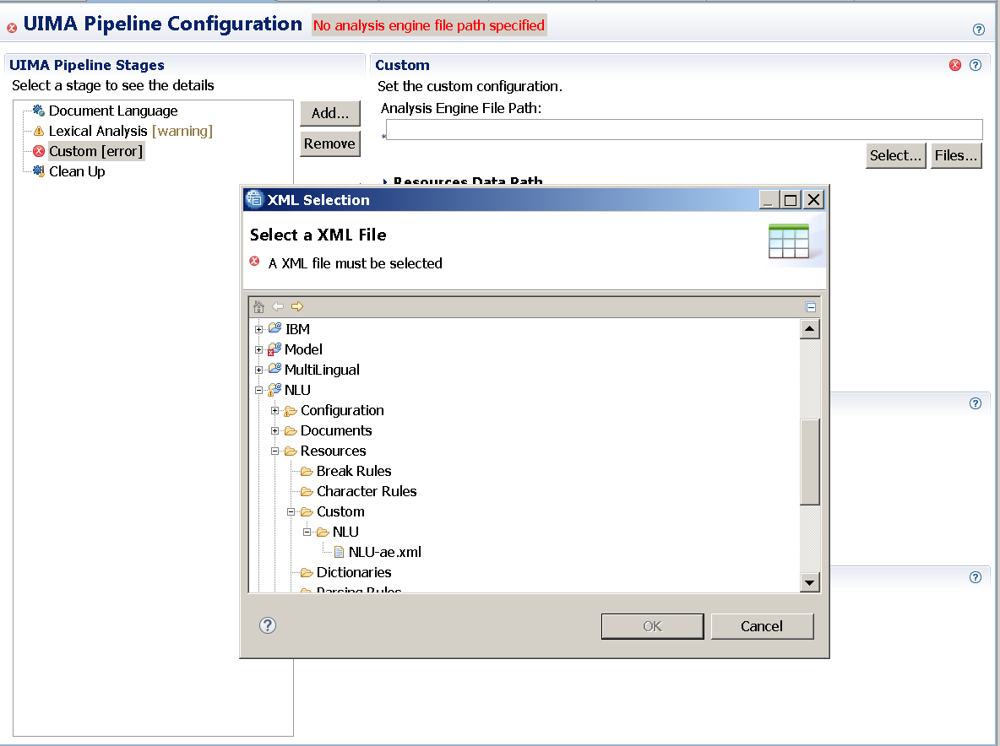 UIMA Pipeline Configuration No analysis engine file path specified
UIMA Pipeline Stages
Select a stage to see the details
Document Language
Lexical Analysis [warning]
Custom [error]
Clean Up
Add...
Remove
Custom
Set the custom configuration.
Analysis Engine File Path:
*
Select... Files...
Resources Data Path
XML Selection
Select a XML File
A XML file must be selected
IBM
Model
MultiLingual
NLU
Configuration
Documents
Resources
Break Rules
Character Rules
Custom
NLU
NLU-ae.xml
Dictionaries
Parsing Rules
OK Cancel